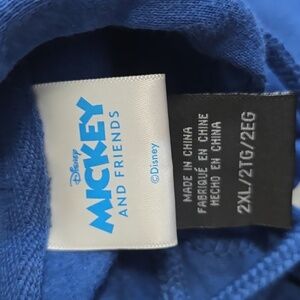 Disney
MICKEY
AND FRIENDS
©Disney
MADE IN CHINA
FABRIQUÉ EN CHINE
HECHO EN CHINA
2XL/2TG/2EG